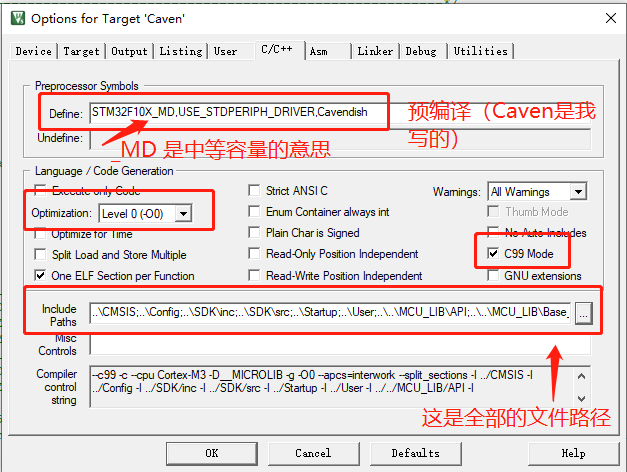 Options for Target 'Caven'
Device Target Output Listing User C/C++ Asm Linker Debug Utilities
Preprocessor Symbols
Define: STM32F10X_MD,USE_STDPERIPH_DRIVER,Cavendish
预编译（Caven是我
写的）
Undefine:
_MD 是中等容量的意思
Language / Code Generation
Execute-only Code Strict ANSI C Warnings: All Warnings
Optimization: Level 0 (-O0) Enum Container always int Thumb Mode
Optimize for Time Plain Char is Signed No Auto Includes
Split Load and Store Multiple Read-Only Position Independent C99 Mode
One ELF Section per Function Read-Write Position Independent GNU extensions
Include
Paths
..\CMSIS;..\Config;..\SDK\inc;..\SDK\src;..\Startup;..\User;..\..\MCU_LIB\API;..\..\MCU_LIB\Base_ ...
Misc
Controls
Compiler
control
string
--c99 -c --cpu Cortex-M3 -D__MICROLIB -g -O0 --apcs=interwork --split_sections -I ../CMSIS -I
../Config -I ../SDK/inc -I ../SDK/src -I ../Startup -I ../User -I ../../MCU_LIB/API -I
这是全部的文件路径
OK Cancel Defaults Help